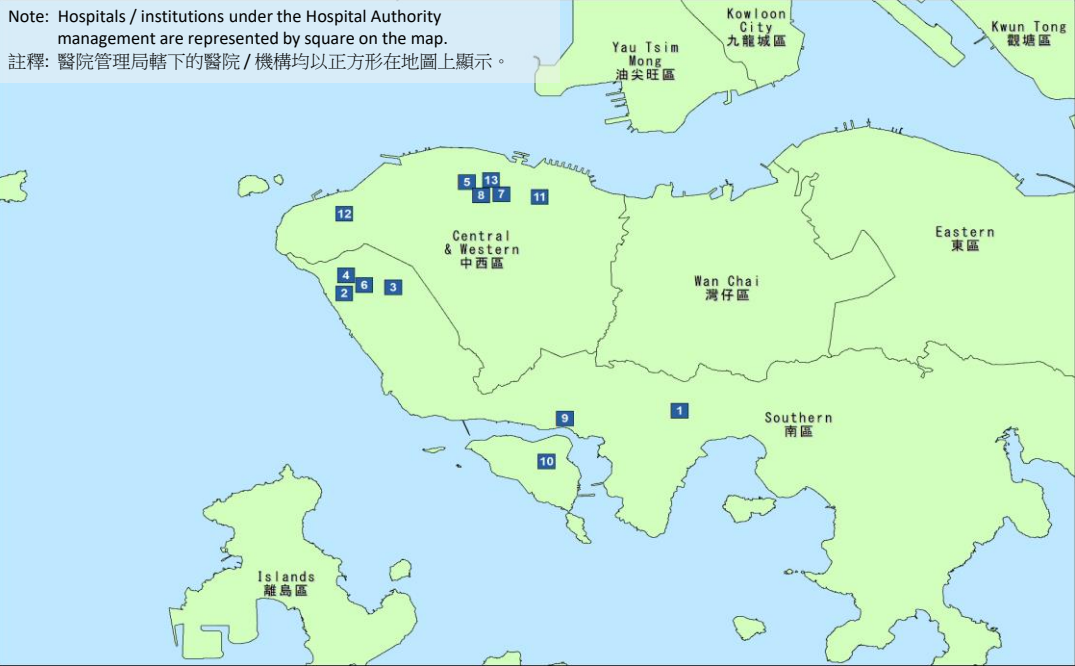 Note: Hospitals / institutions under the Hospital Authority
management are represented by square on the map.
註釋: 醫院管理局轄下的醫院 / 機構均以正方形在地圖上顯示。
Kowloon
City
九龍城區
Kwun Tong
觀塘區
Yau Tsim
Mong
油尖旺區
5
13
8
7
11
12
Central
& Western
中西區
Eastern
東區
4
6
3
2
Wan Chai
灣仔區
9
1
Southern
南區
10
Islands
離島區